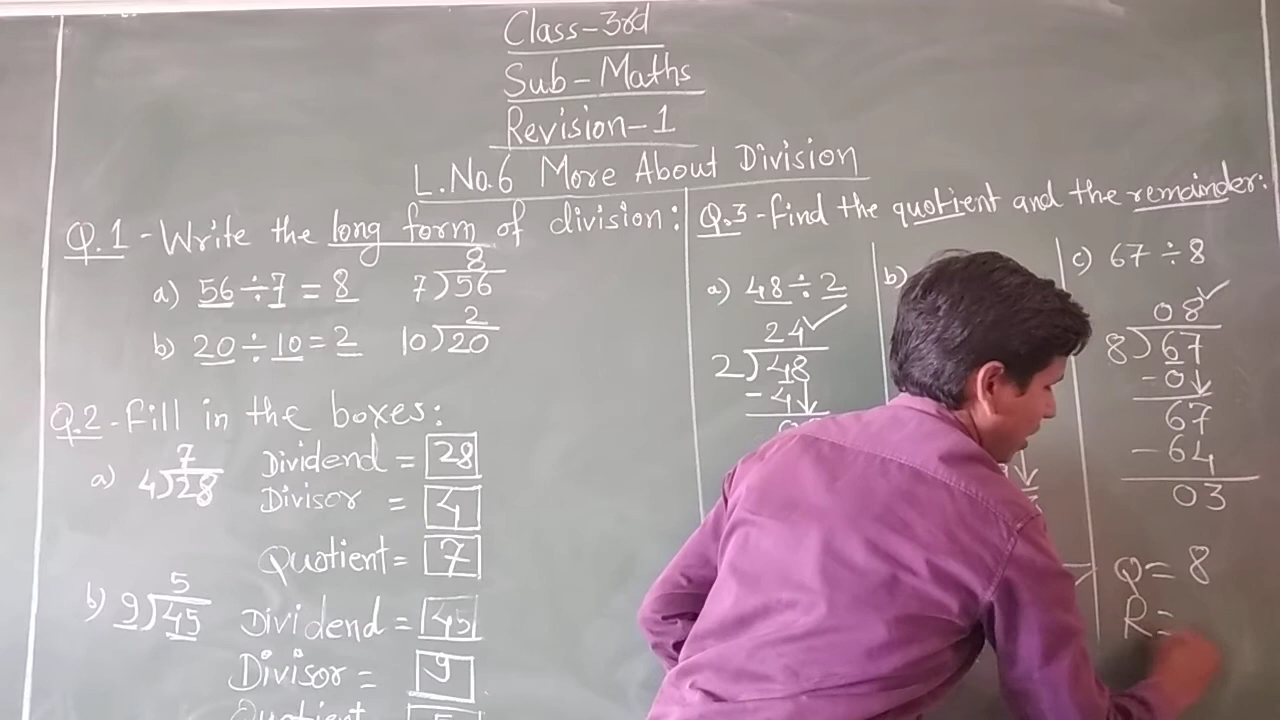 Class-3rd
Sub-Maths
Revision-1
L.No.6 More About Division
Q.1-Write the long form of division:
a) 56÷7=8
8
7)56
b) 20÷10=2
2
10)20
Q.2-Fill in the boxes:
a)
7
4)28
Dividend = 28
Divisor = 4
Quotient = 7
b)
5
9)45
Dividend = 45
Divisor = 9
Quotient
5
Q.3-Find the quotient and the remainder:
a) 48÷2
24✓
2)48
-4↓
b)
c) 67÷8
08✓
8)67
-0↓
67
-64
03
Q=8
R=